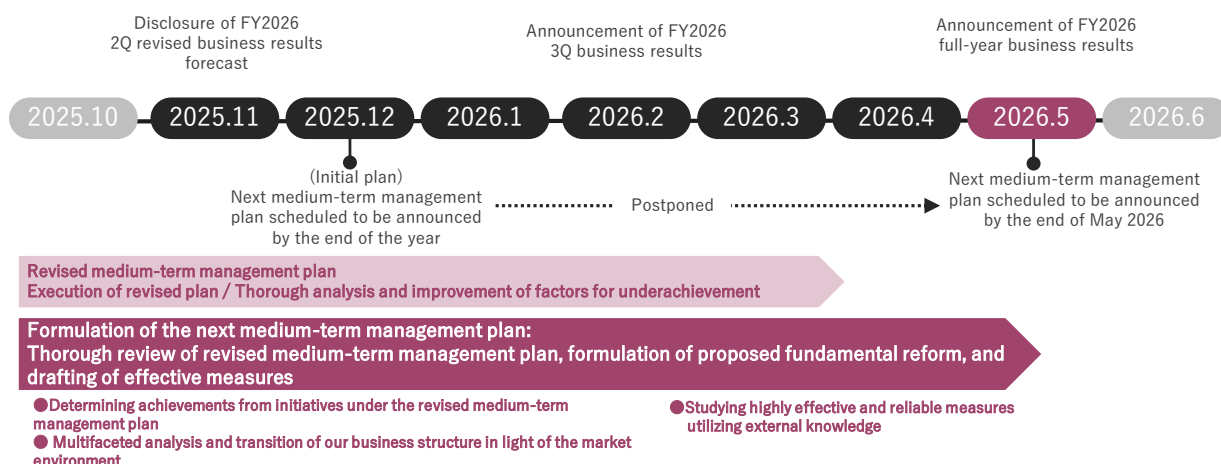 Disclosure of FY2026
2Q revised business results
forecast
Announcement of FY2026
3Q business results
Announcement of FY2026
full-year business results
2025.10
2025.11
2025.12
2026.1
2026.2
2026.3
2026.4
2026.5
2026.6
(Initial plan)
Next medium-term management
plan scheduled to be announced
by the end of the year
Postponed
Next medium-term management
plan scheduled to be announced
by the end of May 2026
Revised medium-term management plan
Execution of revised plan / Thorough analysis and improvement of factors for underachievement
Formulation of the next medium-term management plan:
Thorough review of revised medium-term management plan, formulation of proposed fundamental reform, and
drafting of effective measures
●Determining achievements from initiatives under the revised medium-term
management plan
● Multifaceted analysis and transition of our business structure in light of the market
environment
●Studying highly effective and reliable measures
utilizing external knowledge